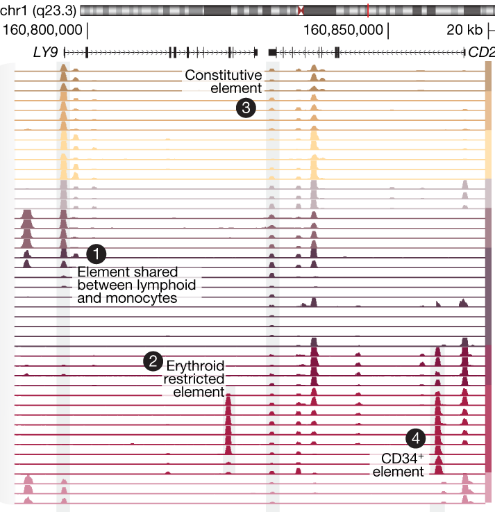 chr1 (q23.3)
160,800,000 160,850,000 20 kb
LY9 CD2
Constitutive
element
3
1
Element shared
between lymphoid
and monocytes
2 Erythroid
restricted
element
4
CD34+
element